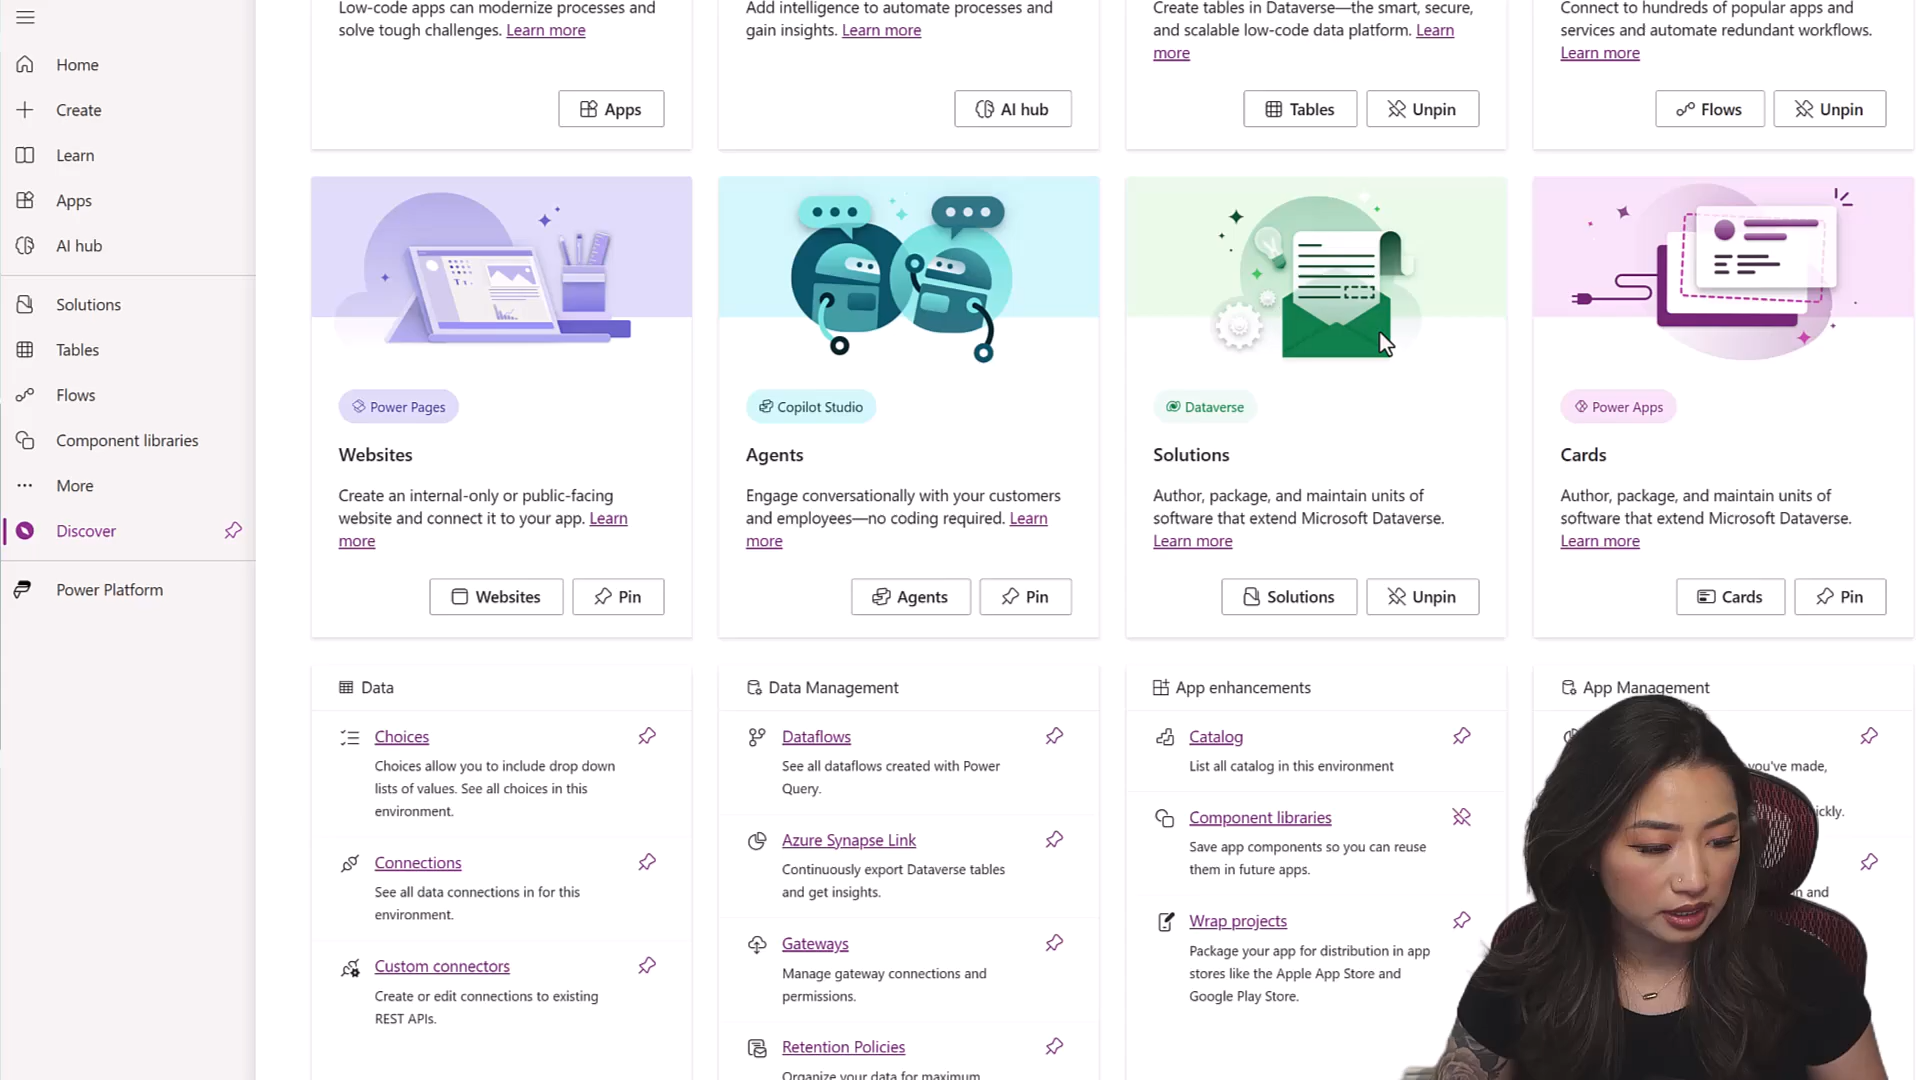 Home
Create
Learn
Apps
AI hub
Solutions
Tables
Flows
Component libraries
More
Discover
Power Platform
Low-code apps can modernize processes and
solve tough challenges. Learn more
Apps
Add intelligence to automate processes and
gain insights. Learn more
AI hub
Create tables in Dataverse—the smart, secure,
and scalable low-code data platform. Learn
more
Tables
Unpin
Connect to hundreds of popular apps and
services and automate redundant workflows.
Learn more
Flows
Unpin
Power Pages
Websites
Create an internal-only or public-facing
website and connect it to your app. Learn
more
Websites
Pin
Copilot Studio
Agents
Engage conversationally with your customers
and employees—no coding required. Learn
more
Agents
Pin
Dataverse
Solutions
Author, package, and maintain units of
software that extend Microsoft Dataverse.
Learn more
Solutions
Unpin
Power Apps
Cards
Author, package, and maintain units of
software that extend Microsoft Dataverse.
Learn more
Cards
Pin
Data
Choices
Choices allow you to include drop down
lists of values. See all choices in this
environment.
Connections
See all data connections in for this
environment.
Custom connectors
Create or edit connections to existing
REST APIs.
Data Management
Dataflows
See all dataflows created with Power
Query.
Azure Synapse Link
Continuously export Dataverse tables
and get insights.
Gateways
Manage gateway connections and
permissions.
Retention Policies
Organize your data for maximum
App enhancements
Catalog
List all catalog in this environment
Component libraries
Save app components so you can reuse
them in future apps.
Wrap projects
Package your app for distribution in app
stores like the Apple App Store and
Google Play Store.
App Management
you've made,
and